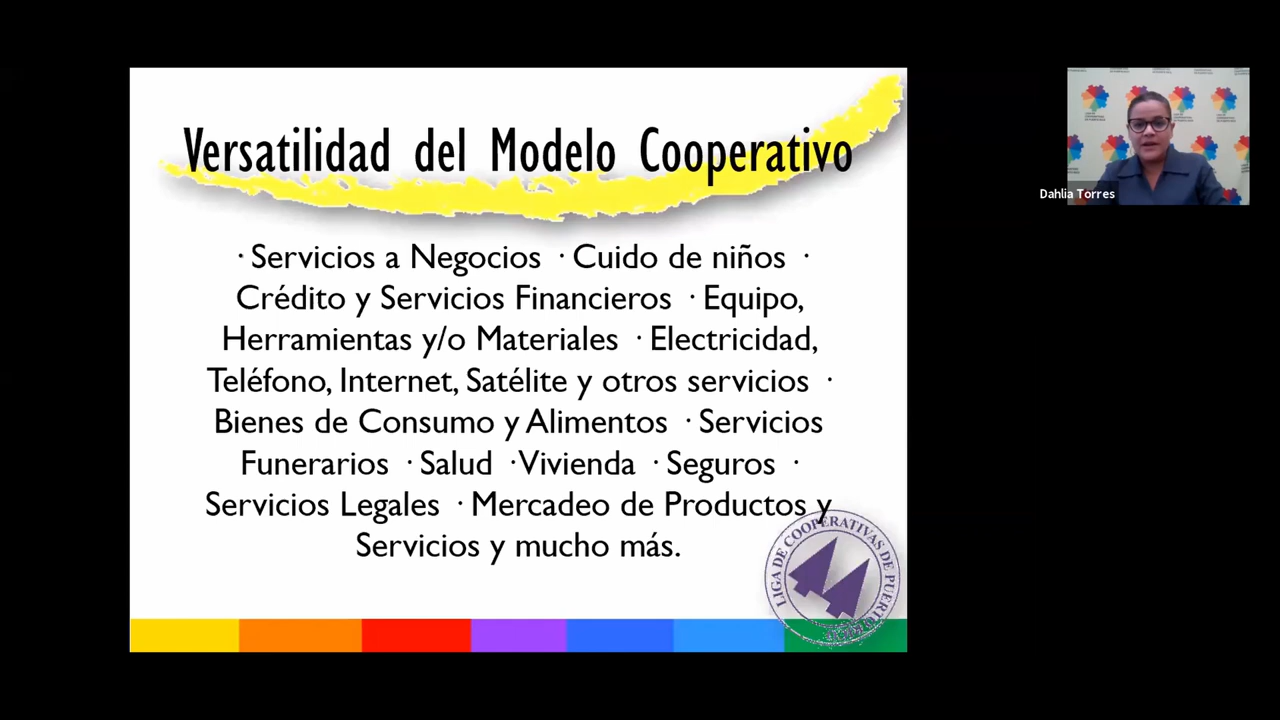 Versatilidad del Modelo Cooperativo
· Servicios a Negocios · Cuido de niños ·
Crédito y Servicios Financieros · Equipo,
Herramientas y/o Materiales · Electricidad,
Teléfono, Internet, Satélite y otros servicios ·
Bienes de Consumo y Alimentos · Servicios
Funerarios · Salud · Vivienda · Seguros ·
Servicios Legales · Mercadeo de Productos y
Servicios y mucho más.
LIGA DE COOPERATIVAS DE PUERTO RICO
Dahlia Torres